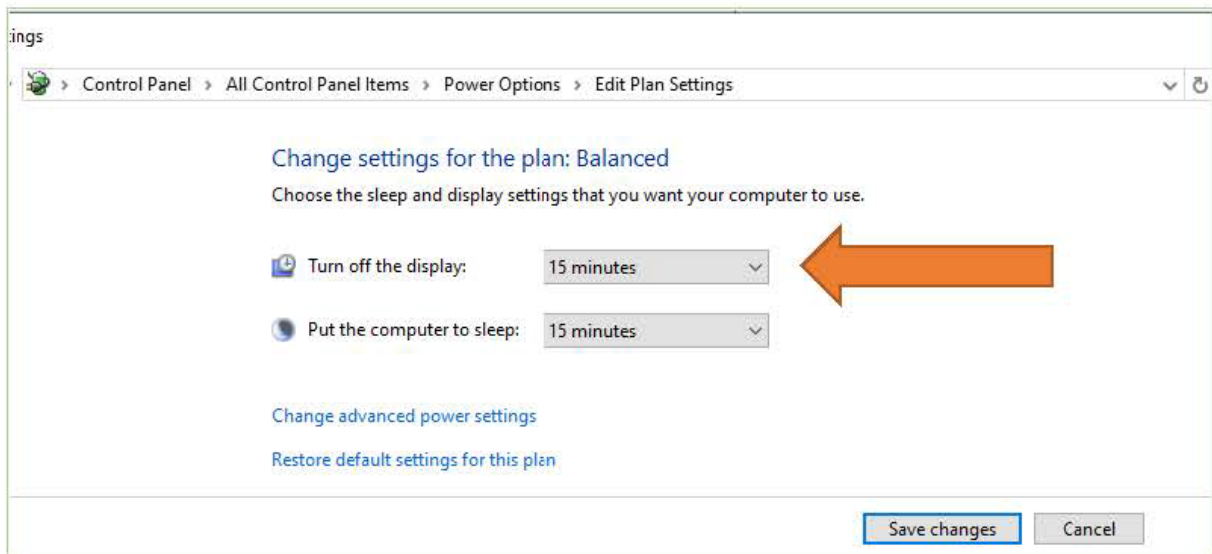 ings
Control Panel > All Control Panel Items > Power Options > Edit Plan Settings
Change settings for the plan: Balanced
Choose the sleep and display settings that you want your computer to use.
Turn off the display: 15 minutes
Put the computer to sleep: 15 minutes
Change advanced power settings
Restore default settings for this plan
Save changes Cancel